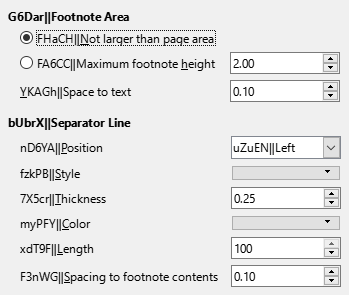 G6Dar||Footnote Area
FHaCH||Not larger than page area
FA6CC||Maximum footnote height 2.00
YKAGh||Space to text 0.10
bUbrX||Separator Line
nD6YA||Position uZuEN||Left
fzkPB||Style
7X5cr||Thickness 0.25
myPFY||Color
xdT9F||Length 100
F3nWG||Spacing to footnote contents 0.10